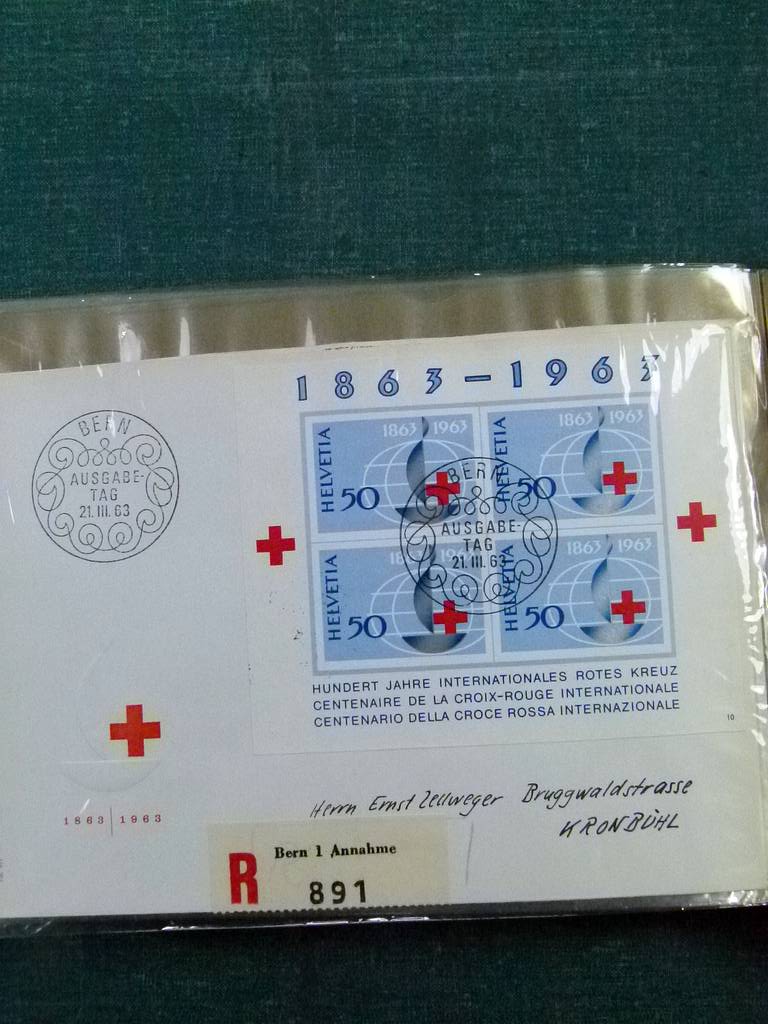 BERN
AUSGABE-
TAG
21. III. 63
1863-1963
1863 1963
HELVETIA
50
1863 1963
HELVETIA
50
BERN
AUSGABE-
TAG
21. III. 63
1863 1963
HELVETIA
50
1863 1963
HELVETIA
50
HUNDERT JAHRE INTERNATIONALES ROTES KREUZ
CENTENAIRE DE LA CROIX-ROUGE INTERNATIONALE
CENTENARIO DELLA CROCE ROSSA INTERNAZIONALE
10
1863 | 1963
Herrn Ernst Zellweger Bruggwaldstrasse
KRONBÜHL
R
Bern 1 Annahme
891